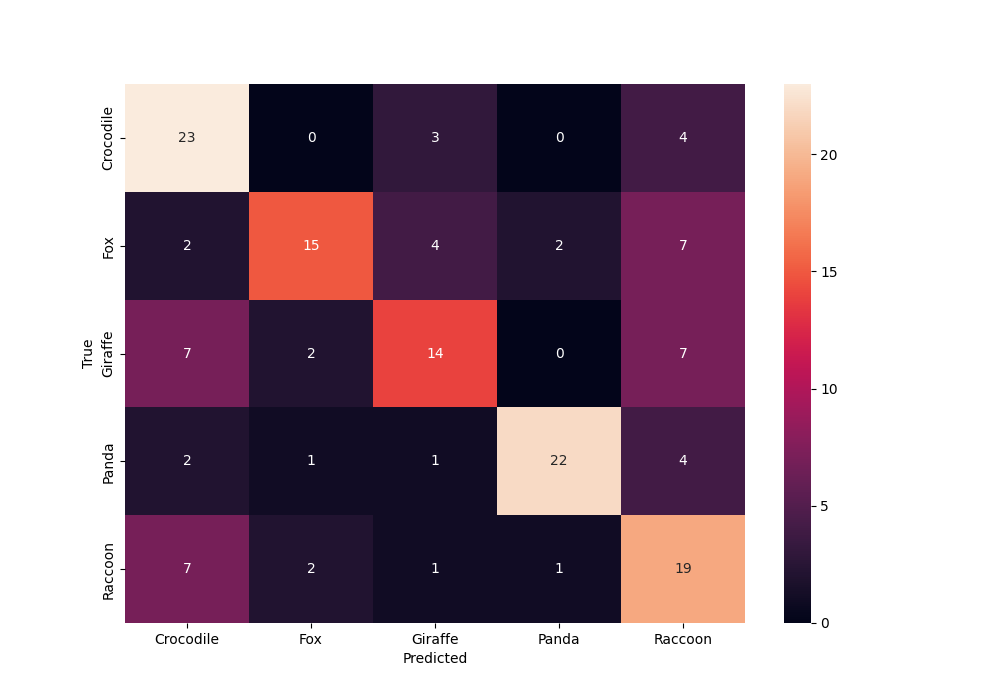 Crocodile 23 0 3 0 4
Fox 2 15 4 2 7
Giraffe 7 2 14 0 7
Panda 2 1 1 22 4
Raccoon 7 2 1 1 19
True
Crocodile Fox Giraffe Panda Raccoon
Predicted
20
15
10
5
0